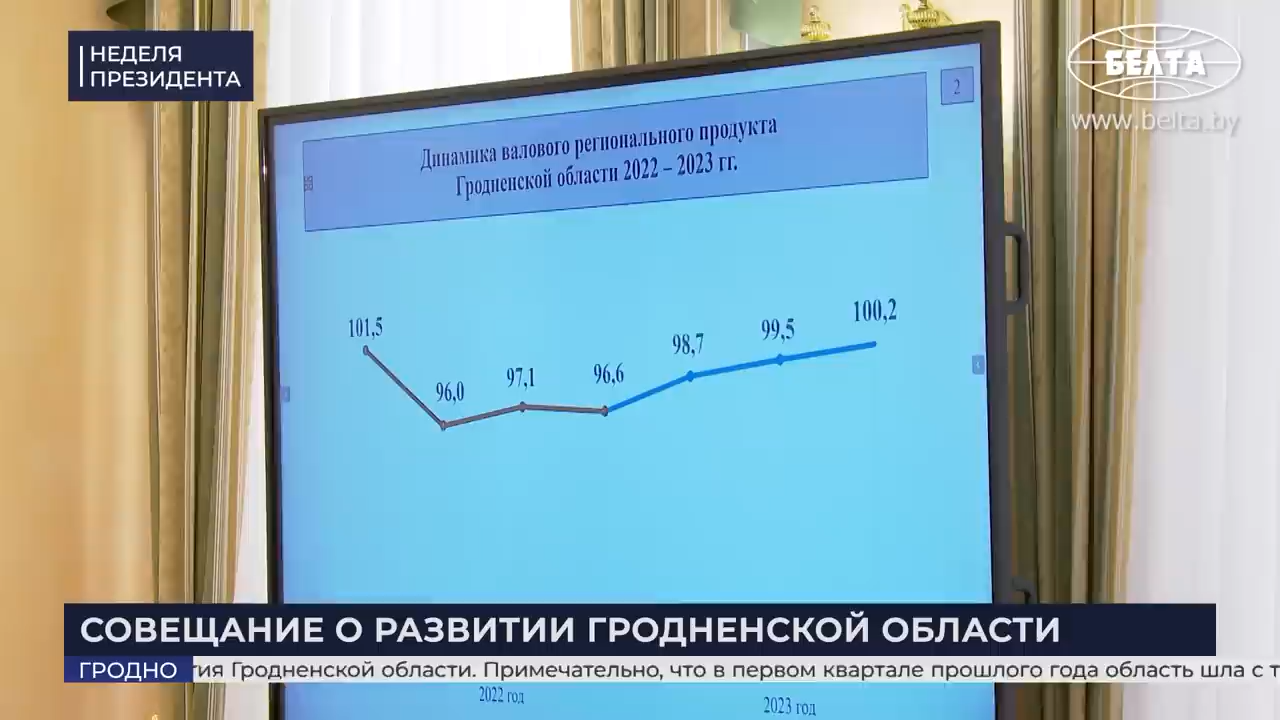 НЕДЕЛЯ
ПРЕЗИДЕНТА
БЕЛТА
www.belta.by
2
Динамика валового регионального продукта
Гродненской области 2022 – 2023 гг.
101,5
96,0
97,1
96,6
98,7
99,5
100,2
СОВЕЩАНИЕ О РАЗВИТИИ ГРОДНЕНСКОЙ ОБЛАСТИ
ГРОДНО
тия Гродненской области. Примечательно, что в первом квартале прошлого года область шла с т
2022 год
2023 год